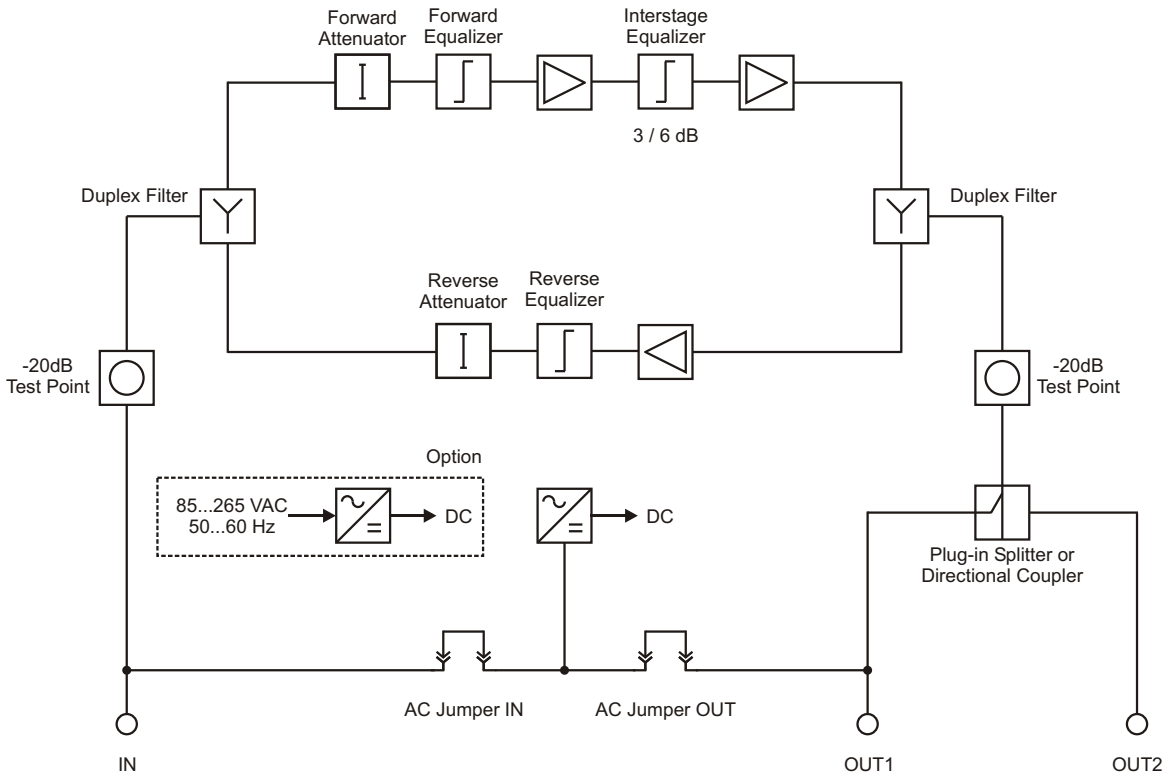 Forward
Attenuator
Forward
Equalizer
Interstage
Equalizer
3 / 6 dB
Duplex Filter
Duplex Filter
Reverse
Attenuator
Reverse
Equalizer
-20dB
Test Point
-20dB
Test Point
Option
85...265 VAC
50...60 Hz
DC
DC
Plug-in Splitter or
Directional Coupler
AC Jumper IN
AC Jumper OUT
IN
OUT1
OUT2